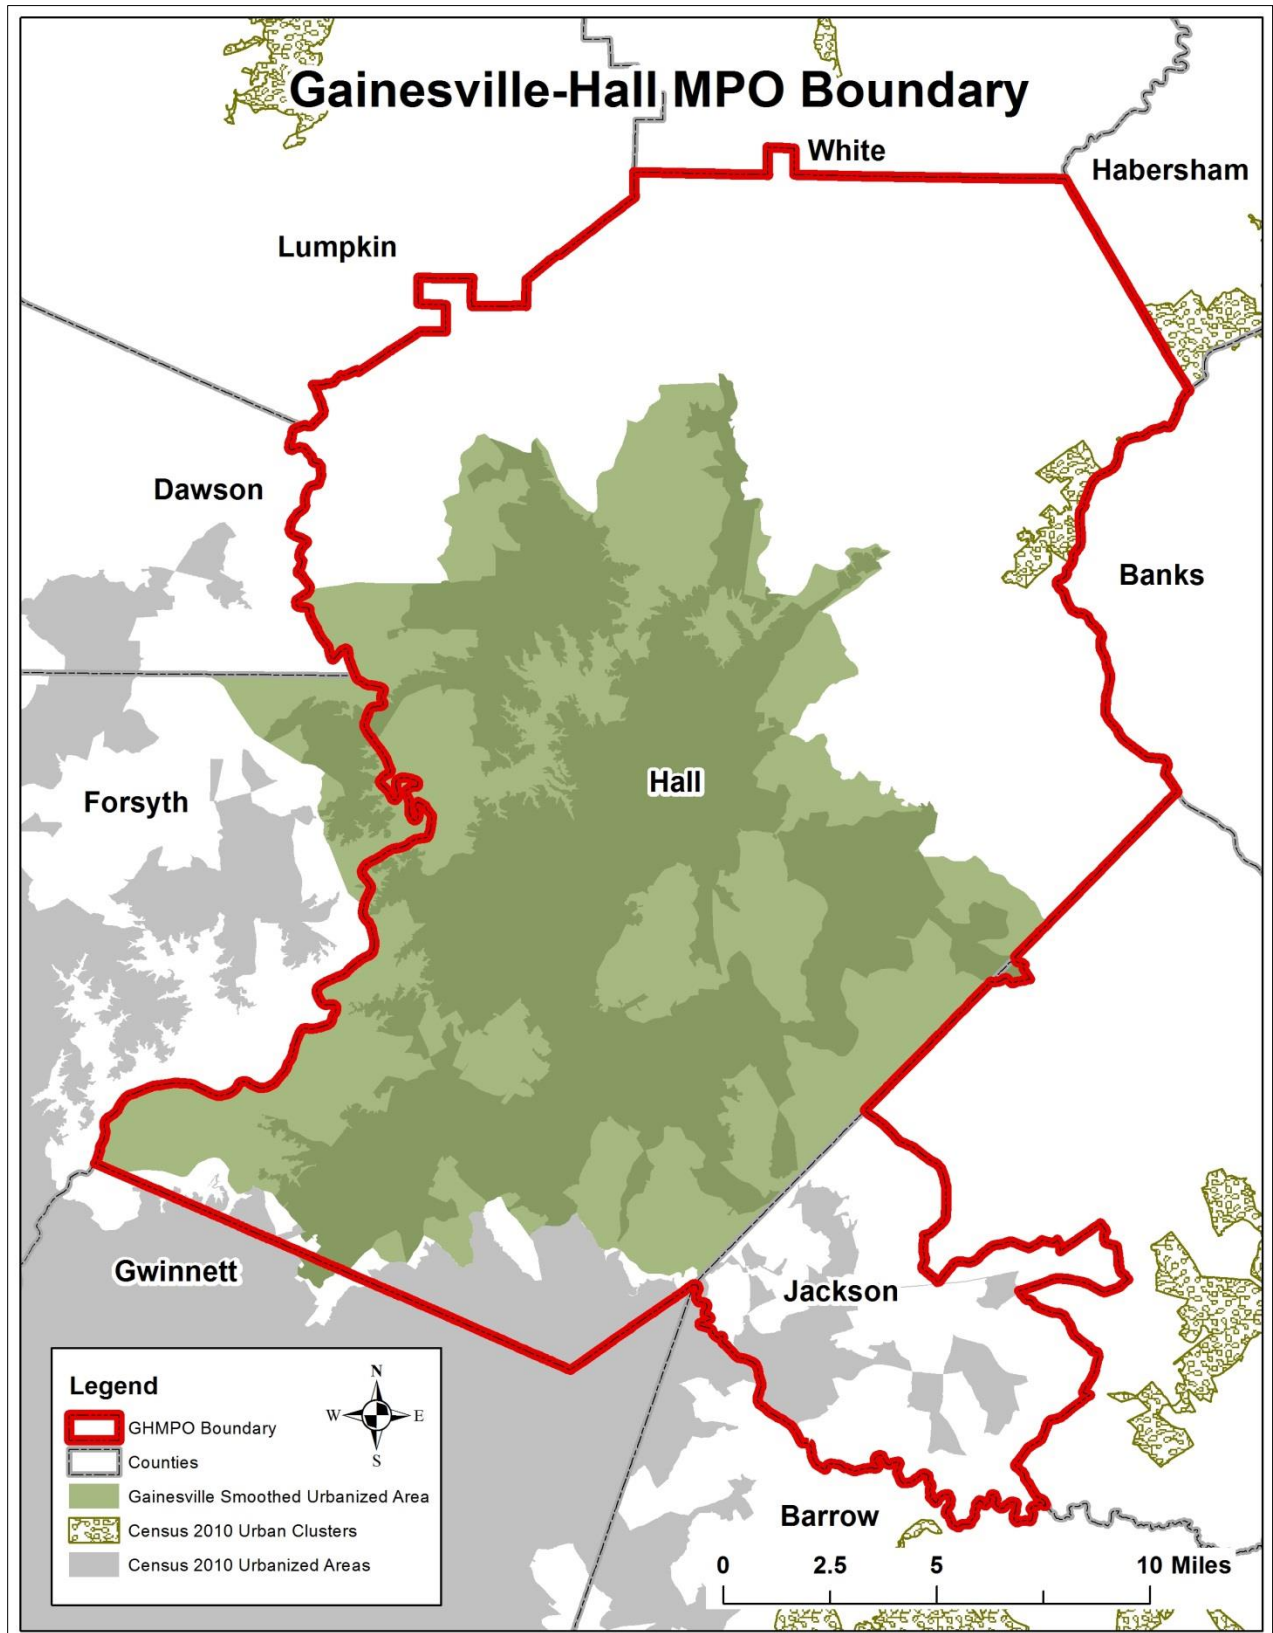 Gainesville-Hall MPO Boundary
White
Habersham
Lumpkin
Dawson
Banks
Hall
Forsyth
Gwinnett
Jackson
Barrow
Legend
GHMPO Boundary
Counties
Gainesville Smoothed Urbanized Area
Census 2010 Urban Clusters
Census 2010 Urbanized Areas
N
W E
S
0 2.5 5 10 Miles